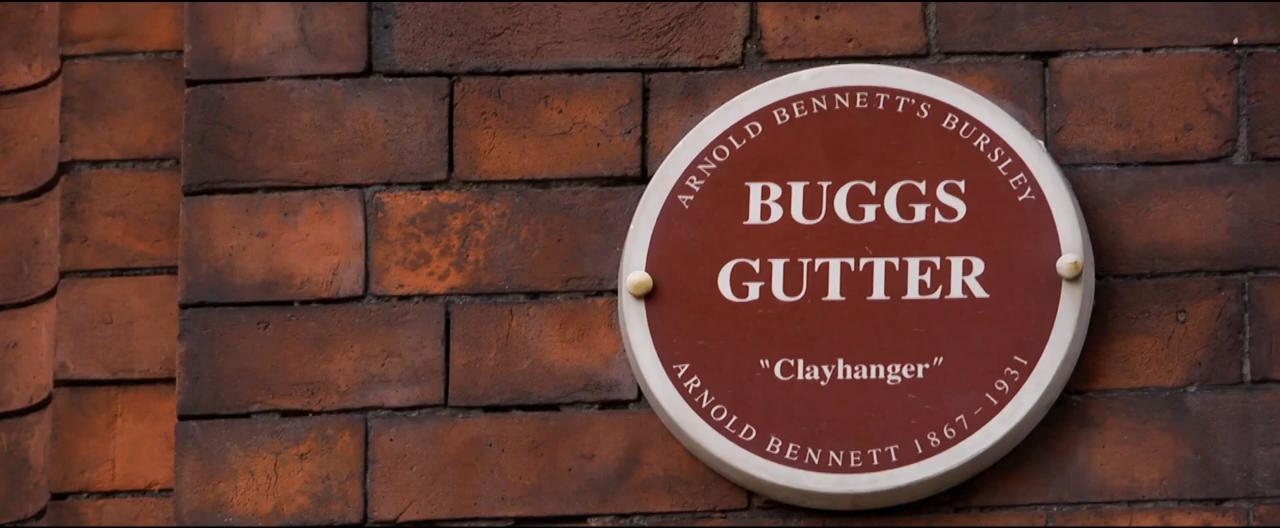 ARNOLD BENNETT'S BURSLEY
BUGGS
GUTTER
"Clayhanger"
ARNOLD BENNETT 1867-1931